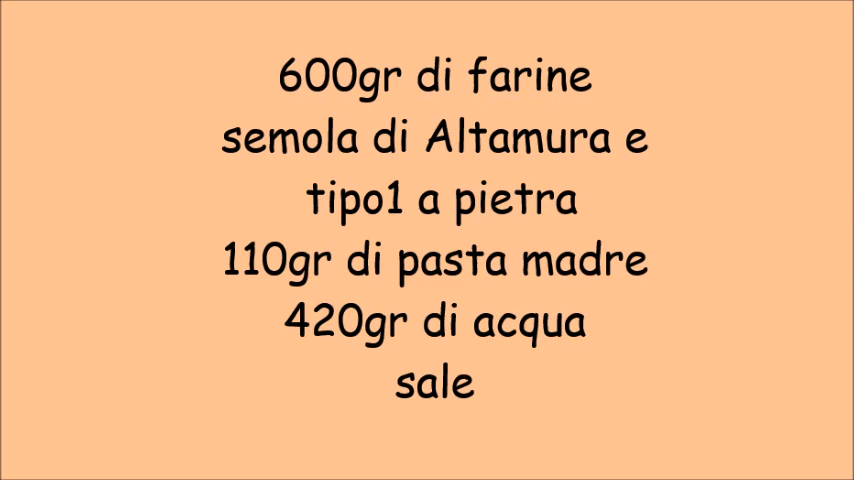 600gr di farine
semola di Altamura e
tipo1 a pietra
110gr di pasta madre
420gr di acqua
sale